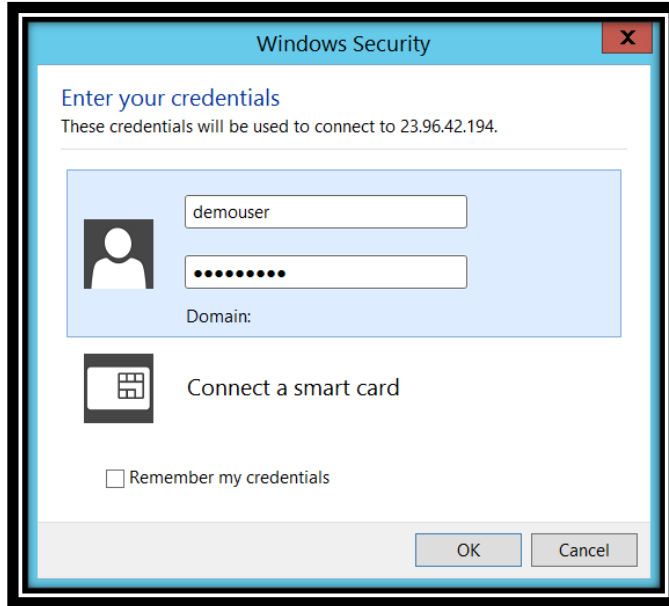 Windows Security
X
Enter your credentials
These credentials will be used to connect to 23.96.42.194.
demouser
●●●●●●●●●
Domain:
Connect a smart card
Remember my credentials
OK
Cancel